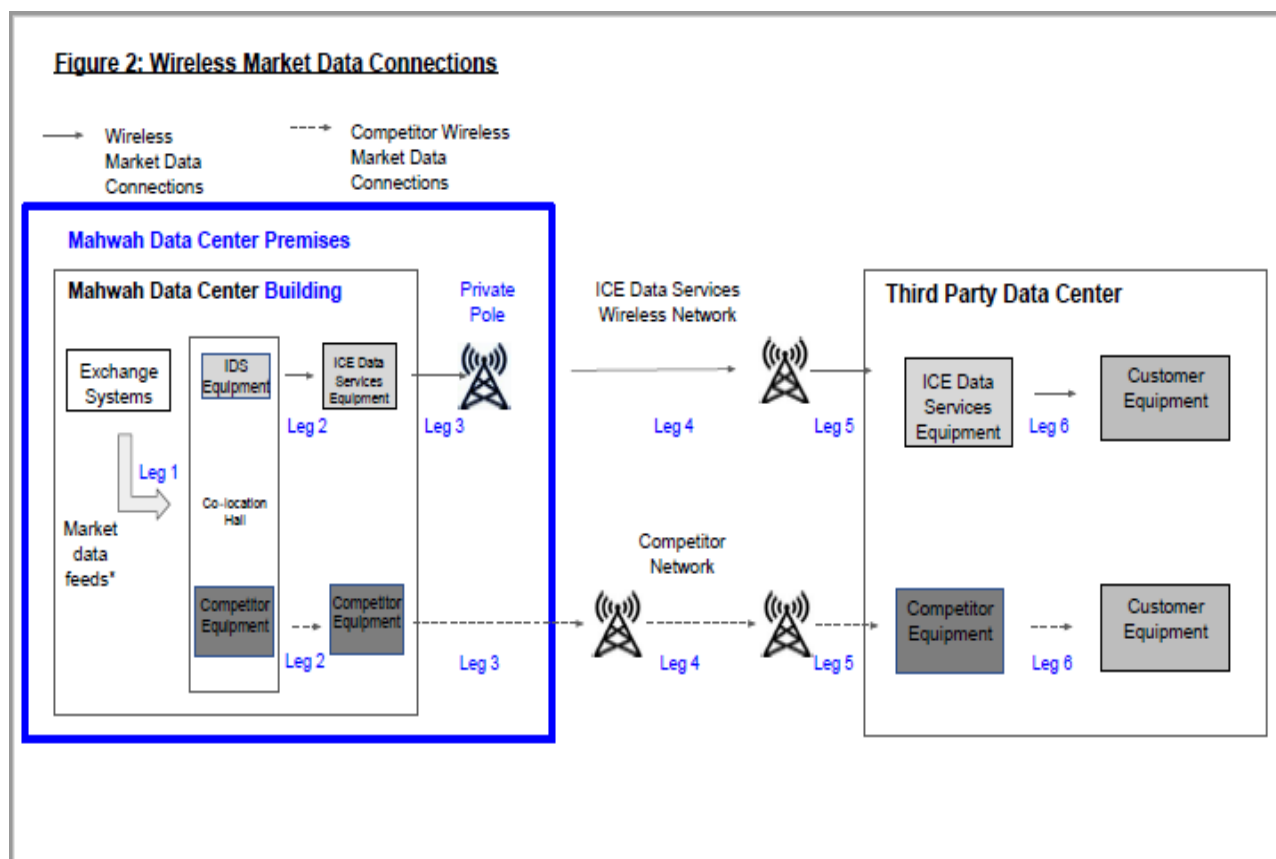 Figure 2: Wireless Market Data Connections
Wireless
Market Data
Connections
Competitor Wireless
Market Data
Connections
Mahwah Data Center Premises
Mahwah Data Center Building
Private
Pole
ICE Data Services
Wireless Network
Third Party Data Center
Exchange
Systems
IDS
Equipment
ICE Data
Services
Equipment
ICE Data
Services
Equipment
Customer
Equipment
Leg 2
Leg 3
Leg 4
Leg 5
Leg 6
Leg 1
Co-location
Hall
Market
data
feeds*
Competitor
Network
Competitor
Equipment
Competitor
Equipment
Competitor
Equipment
Customer
Equipment
Leg 2
Leg 3
Leg 4
Leg 5
Leg 6